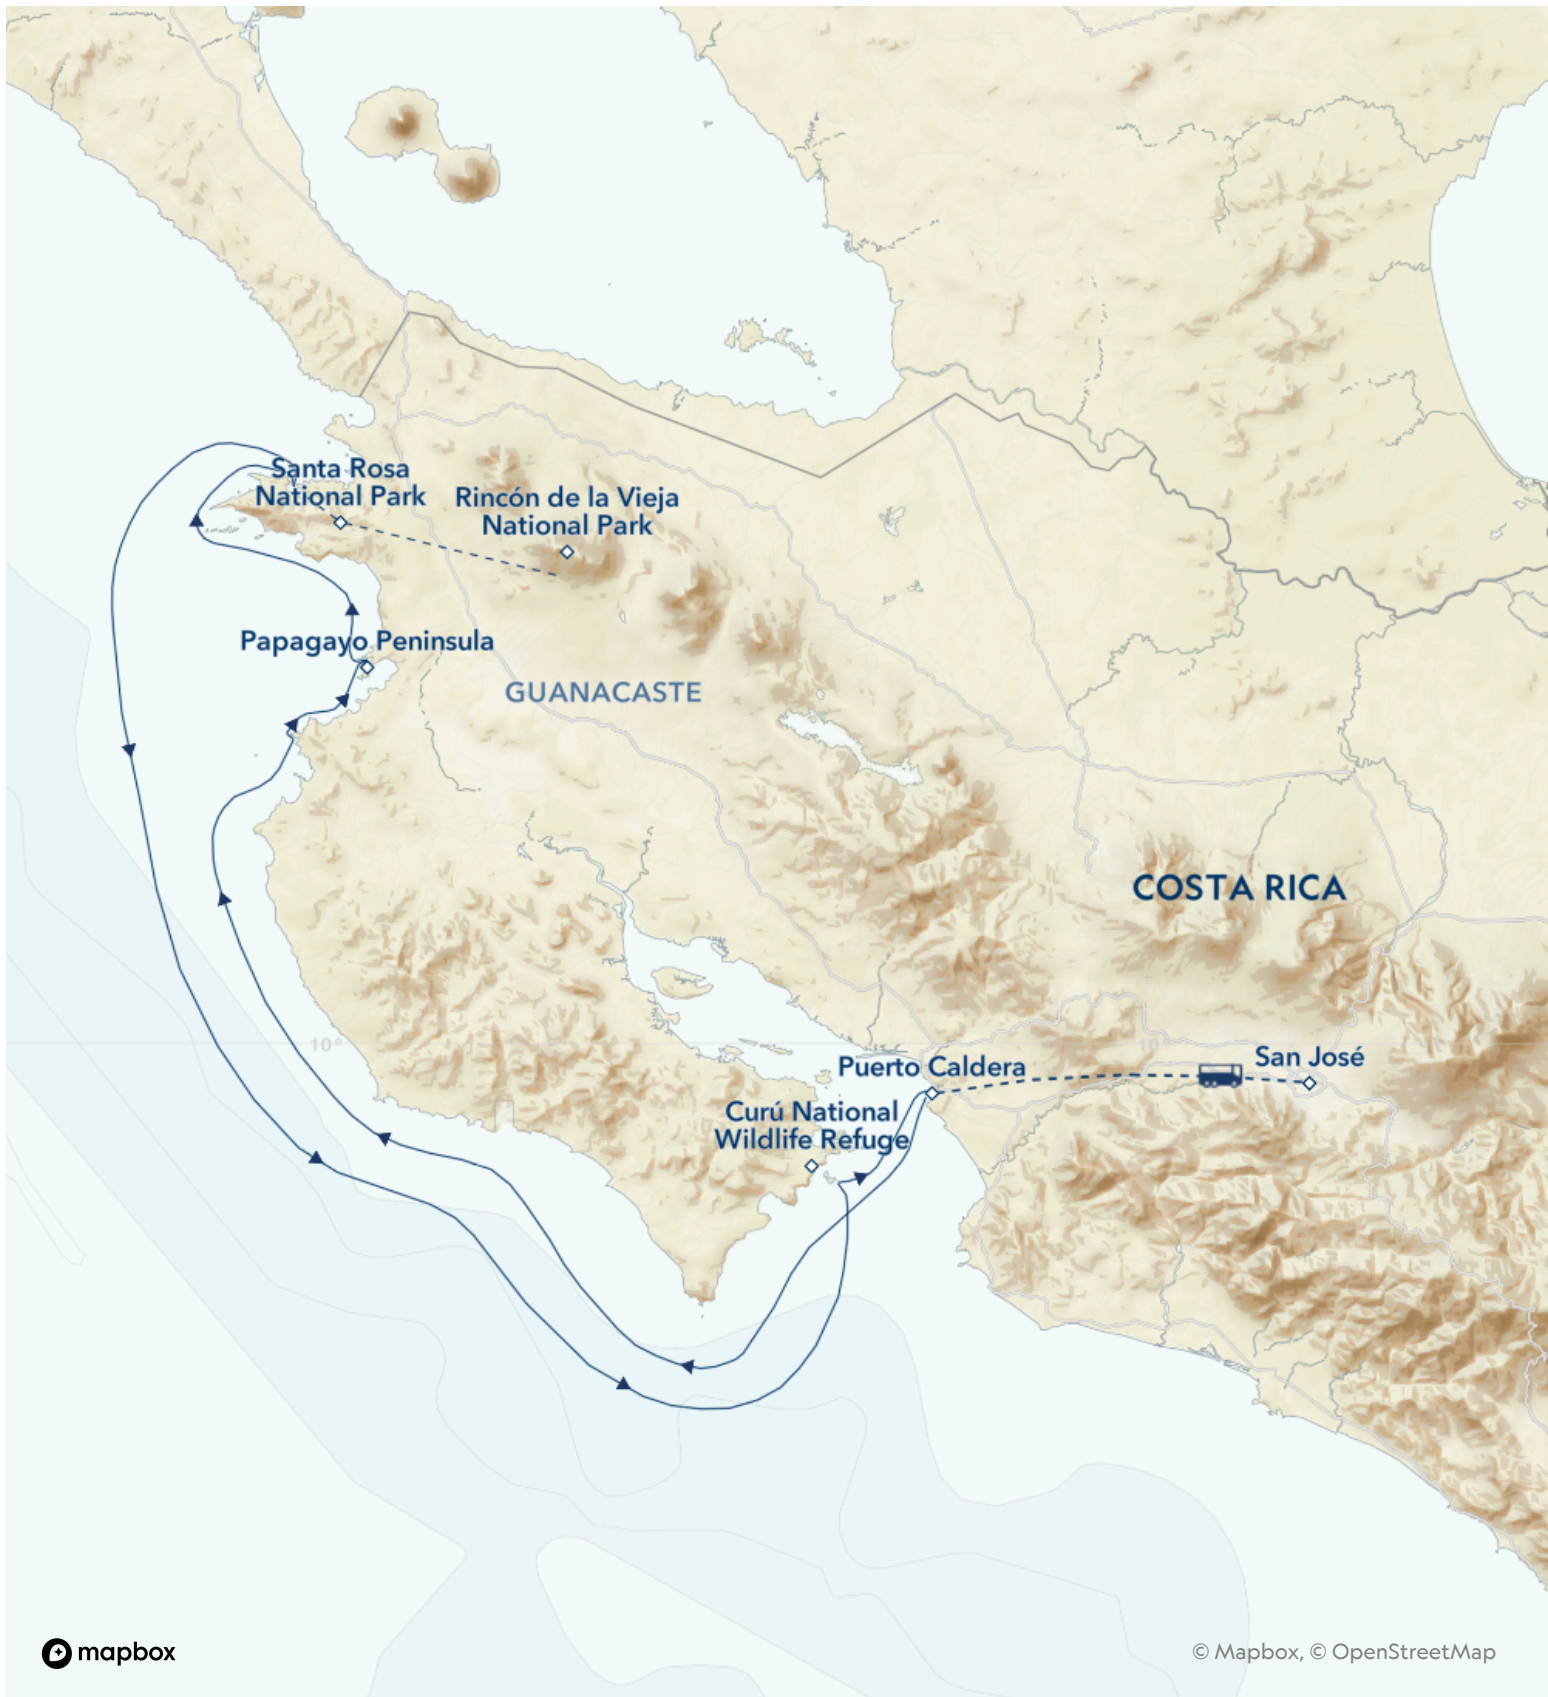 Santa Rosa
National Park
Rincón de la Vieja
National Park
Papagayo Peninsula
GUANACASTE
COSTA RICA
10°
10°
San José
Puerto Caldera
Curú National
Wildlife Refuge
mapbox
© Mapbox, © OpenStreetMap